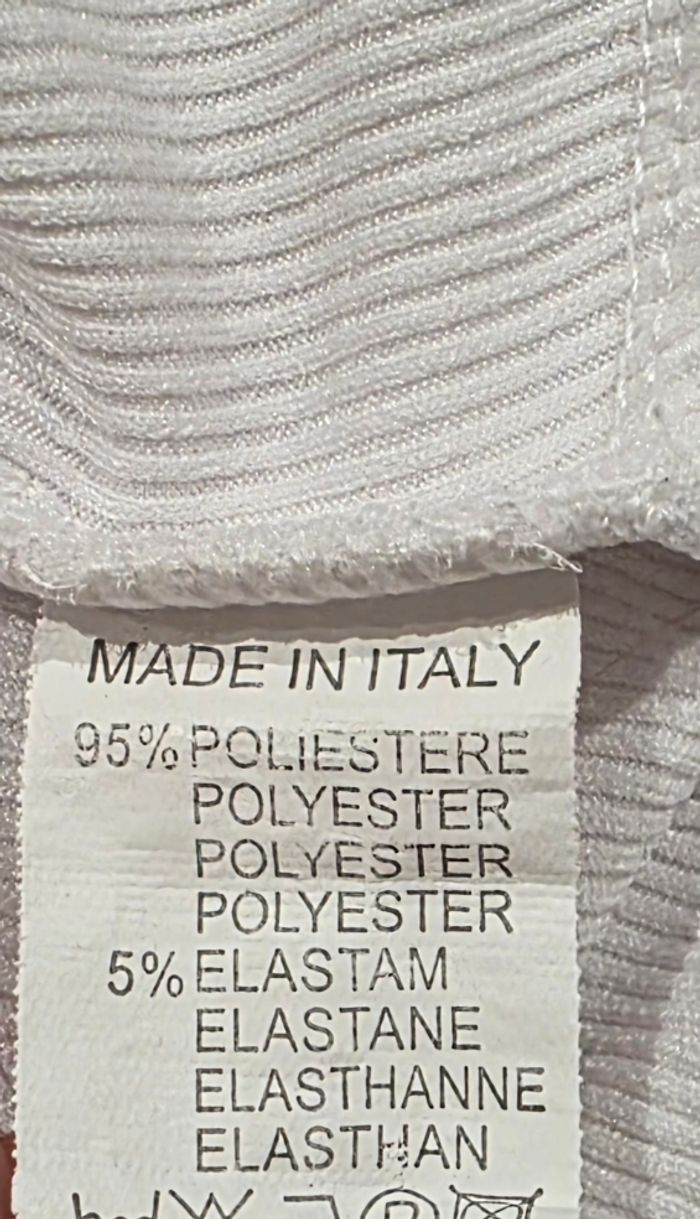 MADE IN ITALY
95% POLIESTERE
POLYESTER
POLYESTER
POLYESTER
5% ELASTAM
ELASTANE
ELASTHANNE
ELASTHAN